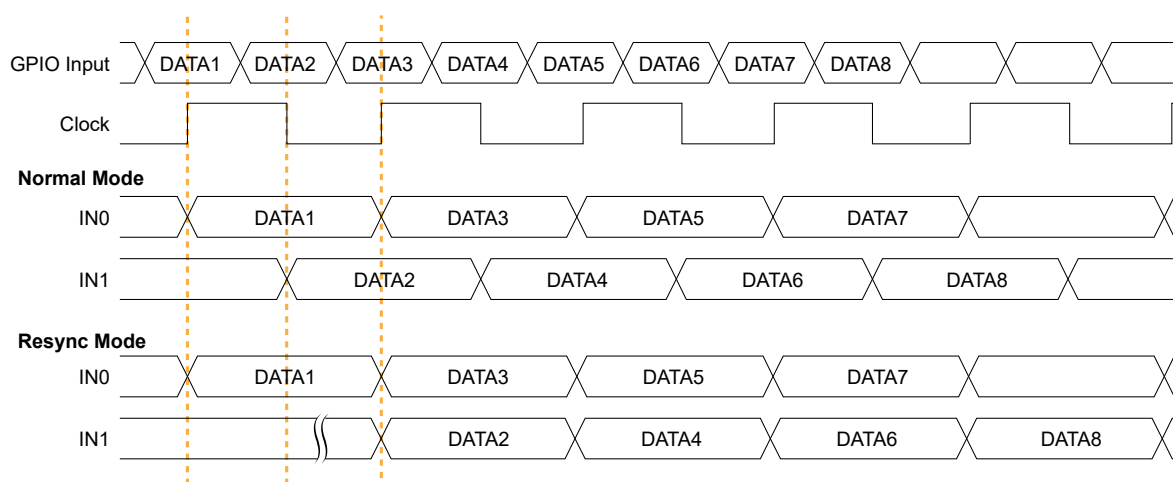 GPIO Input DATA1 DATA2 DATA3 DATA4 DATA5 DATA6 DATA7 DATA8
Clock
Normal Mode
IN0 DATA1 DATA3 DATA5 DATA7
IN1 DATA2 DATA4 DATA6 DATA8
Resync Mode
IN0 DATA1 DATA3 DATA5 DATA7
IN1 DATA2 DATA4 DATA6 DATA8